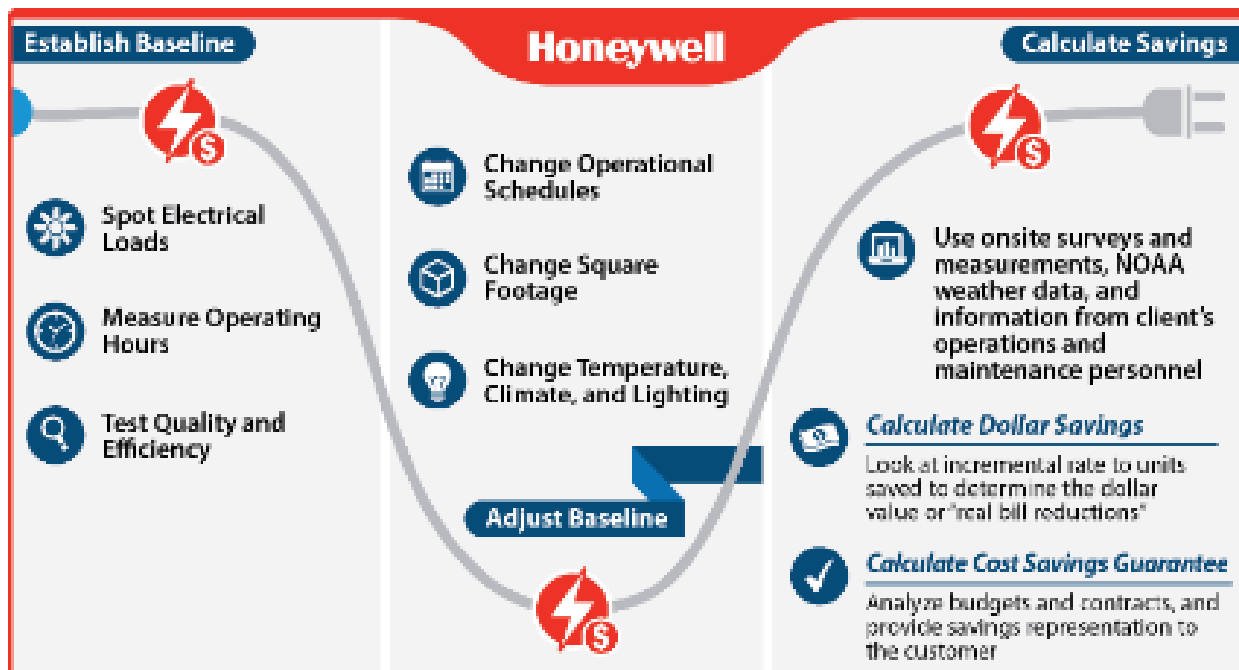 Establish Baseline
Spot Electrical
Loads
Measure Operating
Hours
Test Quality and
Efficiency
Honeywell
Change Operational
Schedules
Change Square
Footage
Change Temperature,
Climate, and Lighting
Adjust Baseline
Calculate Savings
Use onsite surveys and
measurements, NOAA
weather data, and
information from client's
operations and
maintenance personnel
Calculate Dollar Savings
Look at incremental rate to units
saved to determine the dollar
value or "real bill reductions"
Calculate Cost Savings Guarantee
Analyze budgets and contracts, and
provide savings representation to
the customer
$
$
$